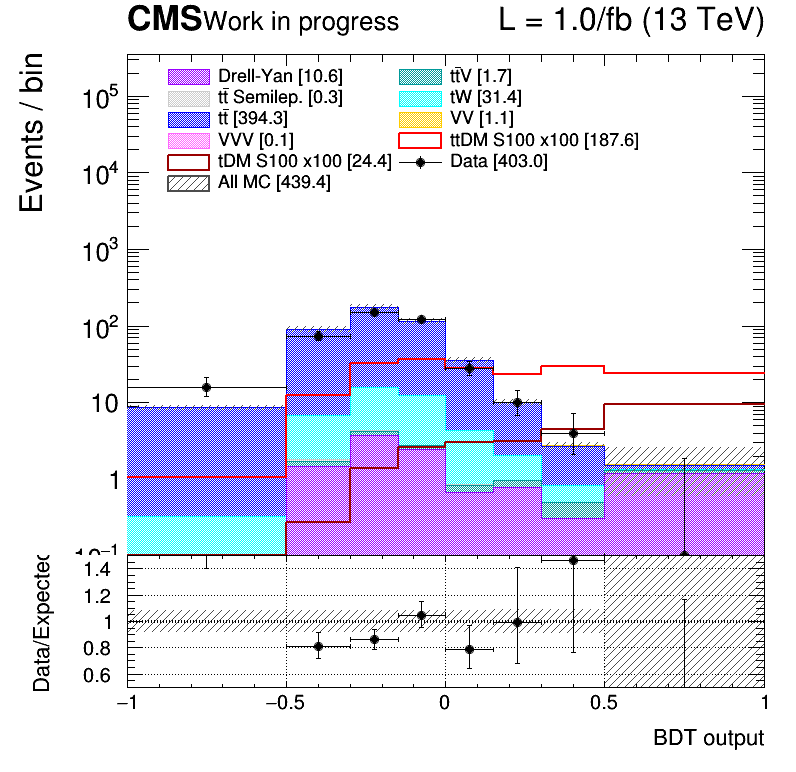 CMS Work in progress L = 1.0/fb (13 TeV)
Events / bin
Drell-Yan [10.6] tt̄V [1.7]
tt̄ Semilep. [0.3] tW [31.4]
tt̄ [394.3] VV [1.1]
VVV [0.1] ttDM S100 x100 [187.6]
tDM S100 x100 [24.4] Data [403.0]
All MC [439.4]
10⁵
10⁴
10³
10²
10
1
10⁻¹
Data/Expected
1.4
1.2
1
0.8
0.6
−1 −0.5 0 0.5 1
BDT output